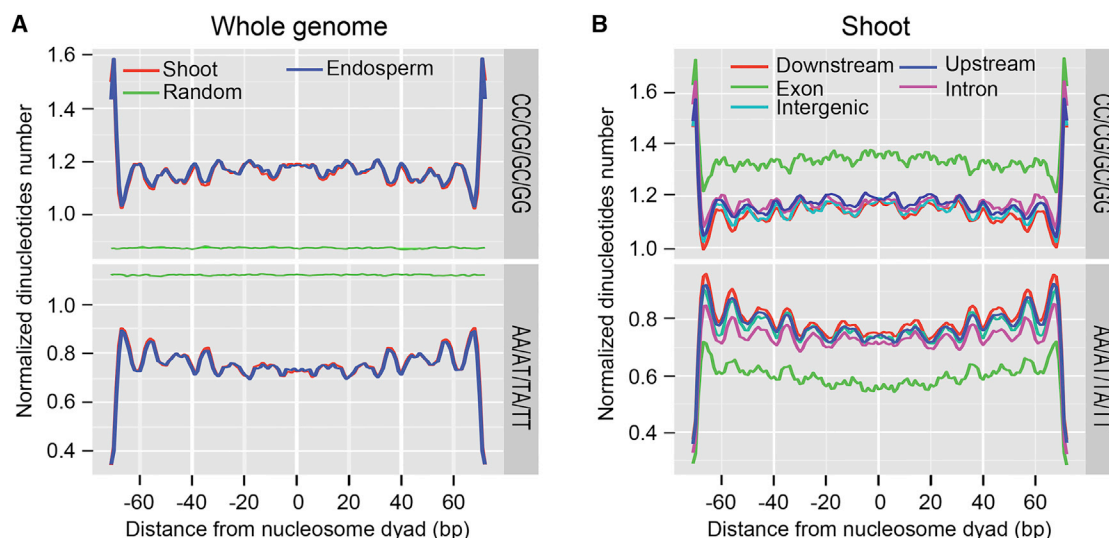 A
Whole genome
Normalized dinucleotides number
1.6
1.4
1.2
1.0
Shoot
Endosperm
Random
CC/CG/GC/GG
1.0
0.8
0.6
0.4
AA/AT/TA/TT
-60 -40 -20 0 20 40 60
Distance from nucleosome dyad (bp)
B
Shoot
Normalized dinucleotides number
1.6
1.4
1.2
1.0
Downstream
Upstream
Exon
Intron
Intergenic
CC/CG/GC/GG
0.8
0.6
0.4
AA/AT/TA/TT
-60 -40 -20 0 20 40 60
Distance from nucleosome dyad (bp)